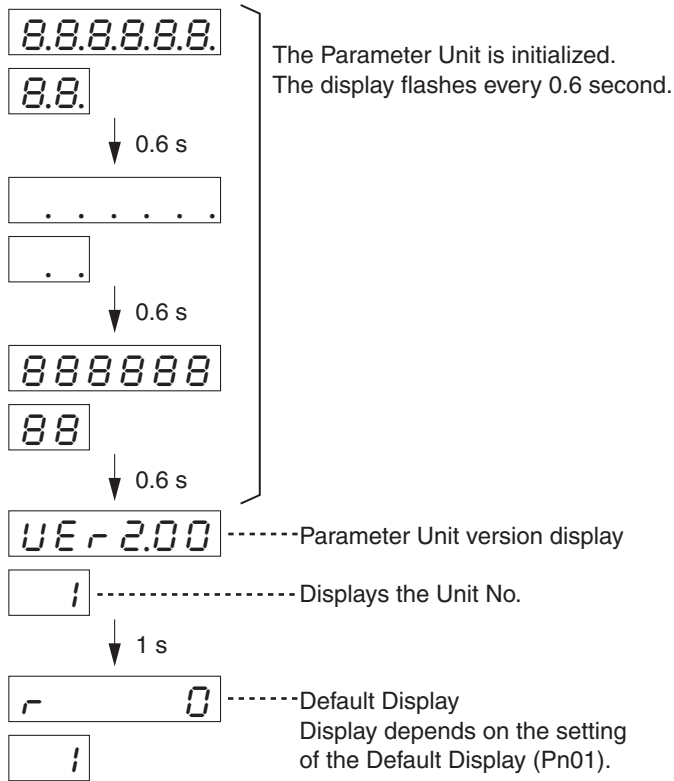 8.8.8.8.8.8.
The Parameter Unit is initialized.
The display flashes every 0.6 second.
8.8.
0.6 s
. . . . . .
. .
0.6 s
888888
88
0.6 s
UEr2.00
Parameter Unit version display
1
Displays the Unit No.
1 s
r 0
Default Display
Display depends on the setting
of the Default Display (Pn01).
1